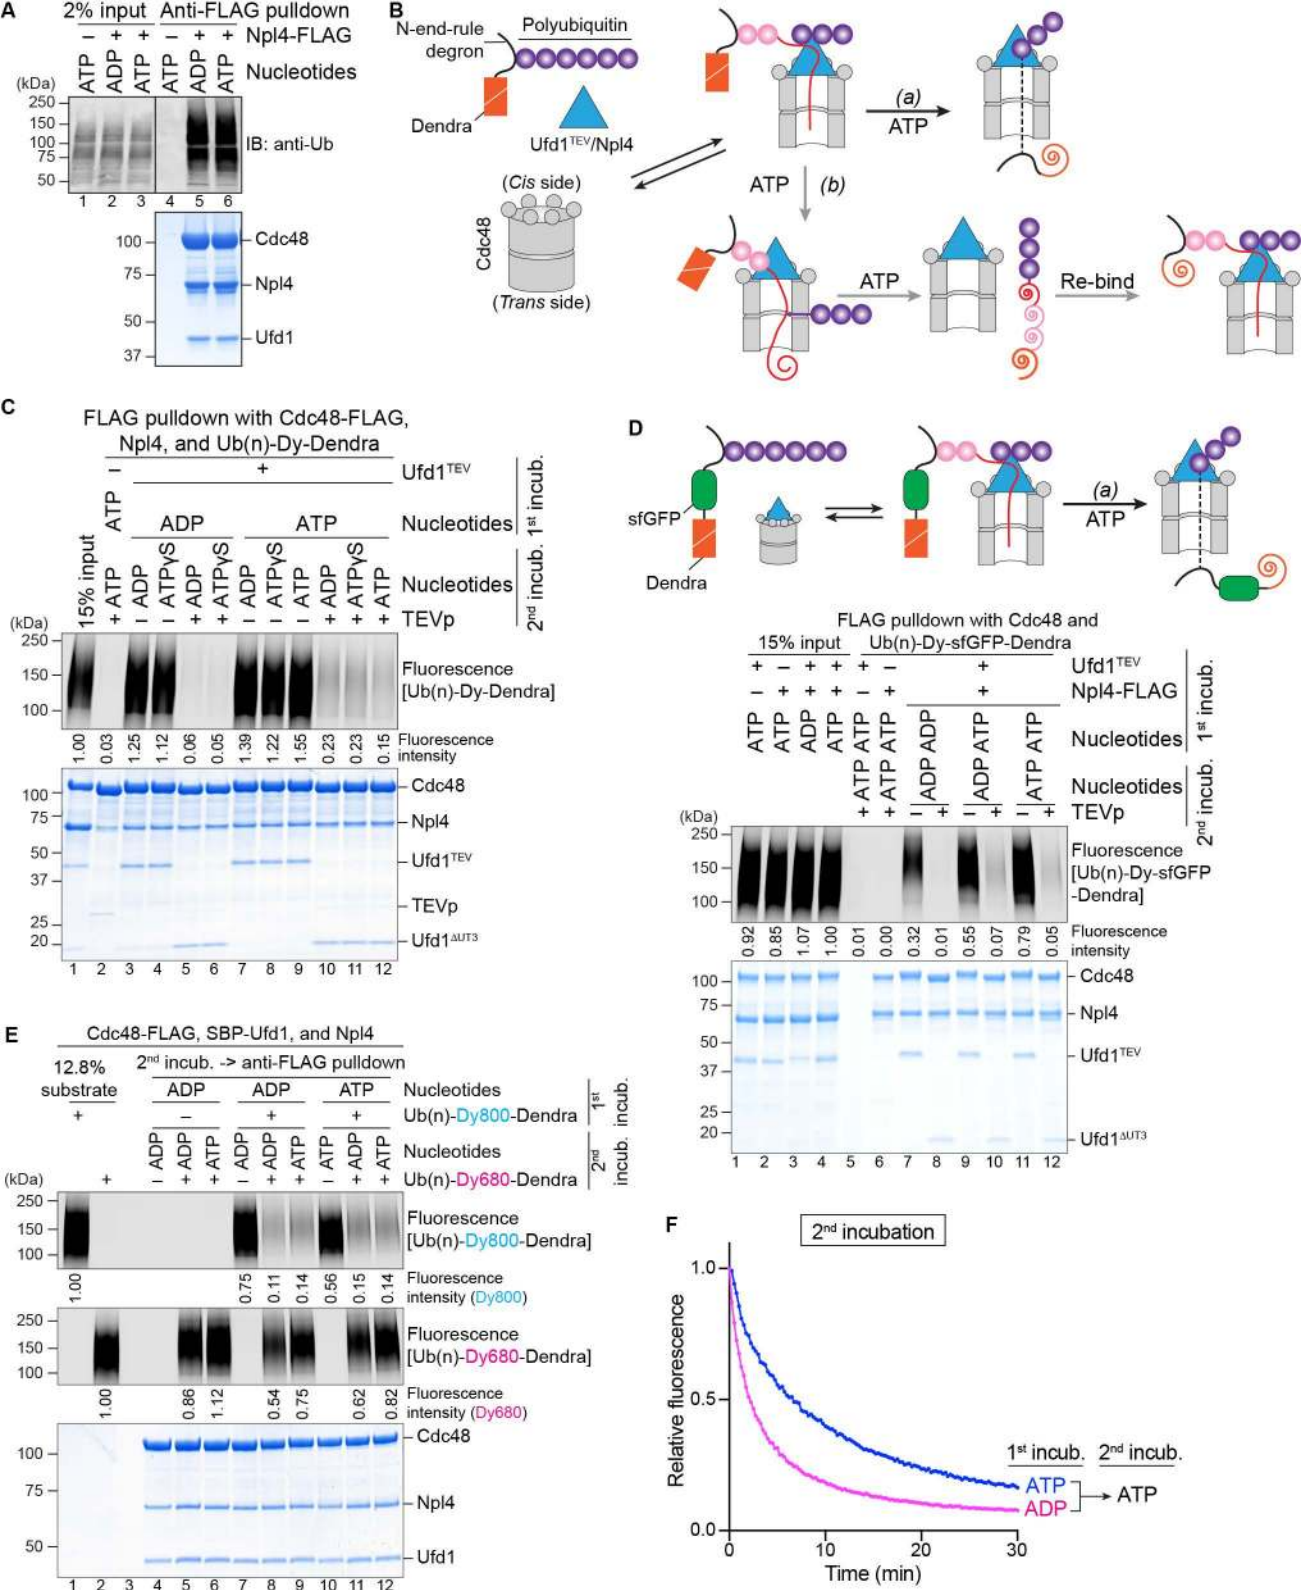 A
2% input Anti-FLAG pulldown
– + + – + + Npl4-FLAG
ATP ADP ATP ATP ADP ATP Nucleotides
(kDa)
250
150
100
75
50
IB: anti-Ub
1 2 3 4 5 6
100
75
50
37
Cdc48
Npl4
Ufd1
B
N-end-rule degron
Polyubiquitin
Dendra
Ufd1TEV/Npl4
(Cis side)
Cdc48
(Trans side)
(a)
ATP
ATP (b)
ATP
Re-bind
C
FLAG pulldown with Cdc48-FLAG,
Npl4, and Ub(n)-Dy-Dendra
– + Ufd1TEV
ATP ADP ATP Nucleotides
1st incub.
15% input ATP ADP ATPγS ADP ATPγS ADP ATPγS ATP ADP ATPγS ATP Nucleotides
+ – – + + – – – + + + TEVp
2nd incub.
(kDa)
250
150
100
Fluorescence
[Ub(n)-Dy-Dendra]
1.00 0.03 1.25 1.12 0.06 0.05 1.39 1.22 1.55 0.23 0.23 0.15 Fluorescence intensity
100
75
50
37
25
20
Cdc48
Npl4
Ufd1TEV
TEVp
Ufd1ΔUT3
1 2 3 4 5 6 7 8 9 10 11 12
D
sfGFP
Dendra
(a)
ATP
FLAG pulldown with Cdc48 and
15% input Ub(n)-Dy-sfGFP-Dendra
+ – + + + – + Ufd1TEV
– + + + – + + Npl4-FLAG
ATP ATP ADP ATP ATP ATP ADP ATP ATP Nucleotides
1st incub.
ATP ATP ADP ADP ATP Nucleotides
+ + – + – + – + TEVp
2nd incub.
(kDa)
250
150
100
Fluorescence
[Ub(n)-Dy-sfGFP
-Dendra]
0.92 0.85 1.07 1.00 0.01 0.00 0.32 0.01 0.55 0.07 0.79 0.05 Fluorescence intensity
100
75
50
37
25
20
Cdc48
Npl4
Ufd1TEV
Ufd1ΔUT3
1 2 3 4 5 6 7 8 9 10 11 12
E
Cdc48-FLAG, SBP-Ufd1, and Npl4
12.8% substrate
2nd incub. -> anti-FLAG pulldown
ADP ADP ATP Nucleotides
+ – + + Ub(n)-Dy800-Dendra
1st incub.
ADP ADP ATP ADP ADP ATP ATP ADP ATP Nucleotides
+ – + + – + + – + + Ub(n)-Dy680-Dendra
2nd incub.
(kDa)
250
150
100
Fluorescence
[Ub(n)-Dy800-Dendra]
1.00 0.75 0.11 0.14 0.56 0.15 0.14 Fluorescence intensity (Dy800)
250
150
100
Fluorescence
[Ub(n)-Dy680-Dendra]
1.00 0.86 1.12 0.54 0.75 0.62 0.82 Fluorescence intensity (Dy680)
100
75
50
Cdc48
Npl4
Ufd1
1 2 3 4 5 6 7 8 9 10 11 12
F
2nd incubation
Relative fluorescence
1.0
0.5
0.0
0 10 20 30
Time (min)
1st incub. 2nd incub.
ATP
ADP
ATP